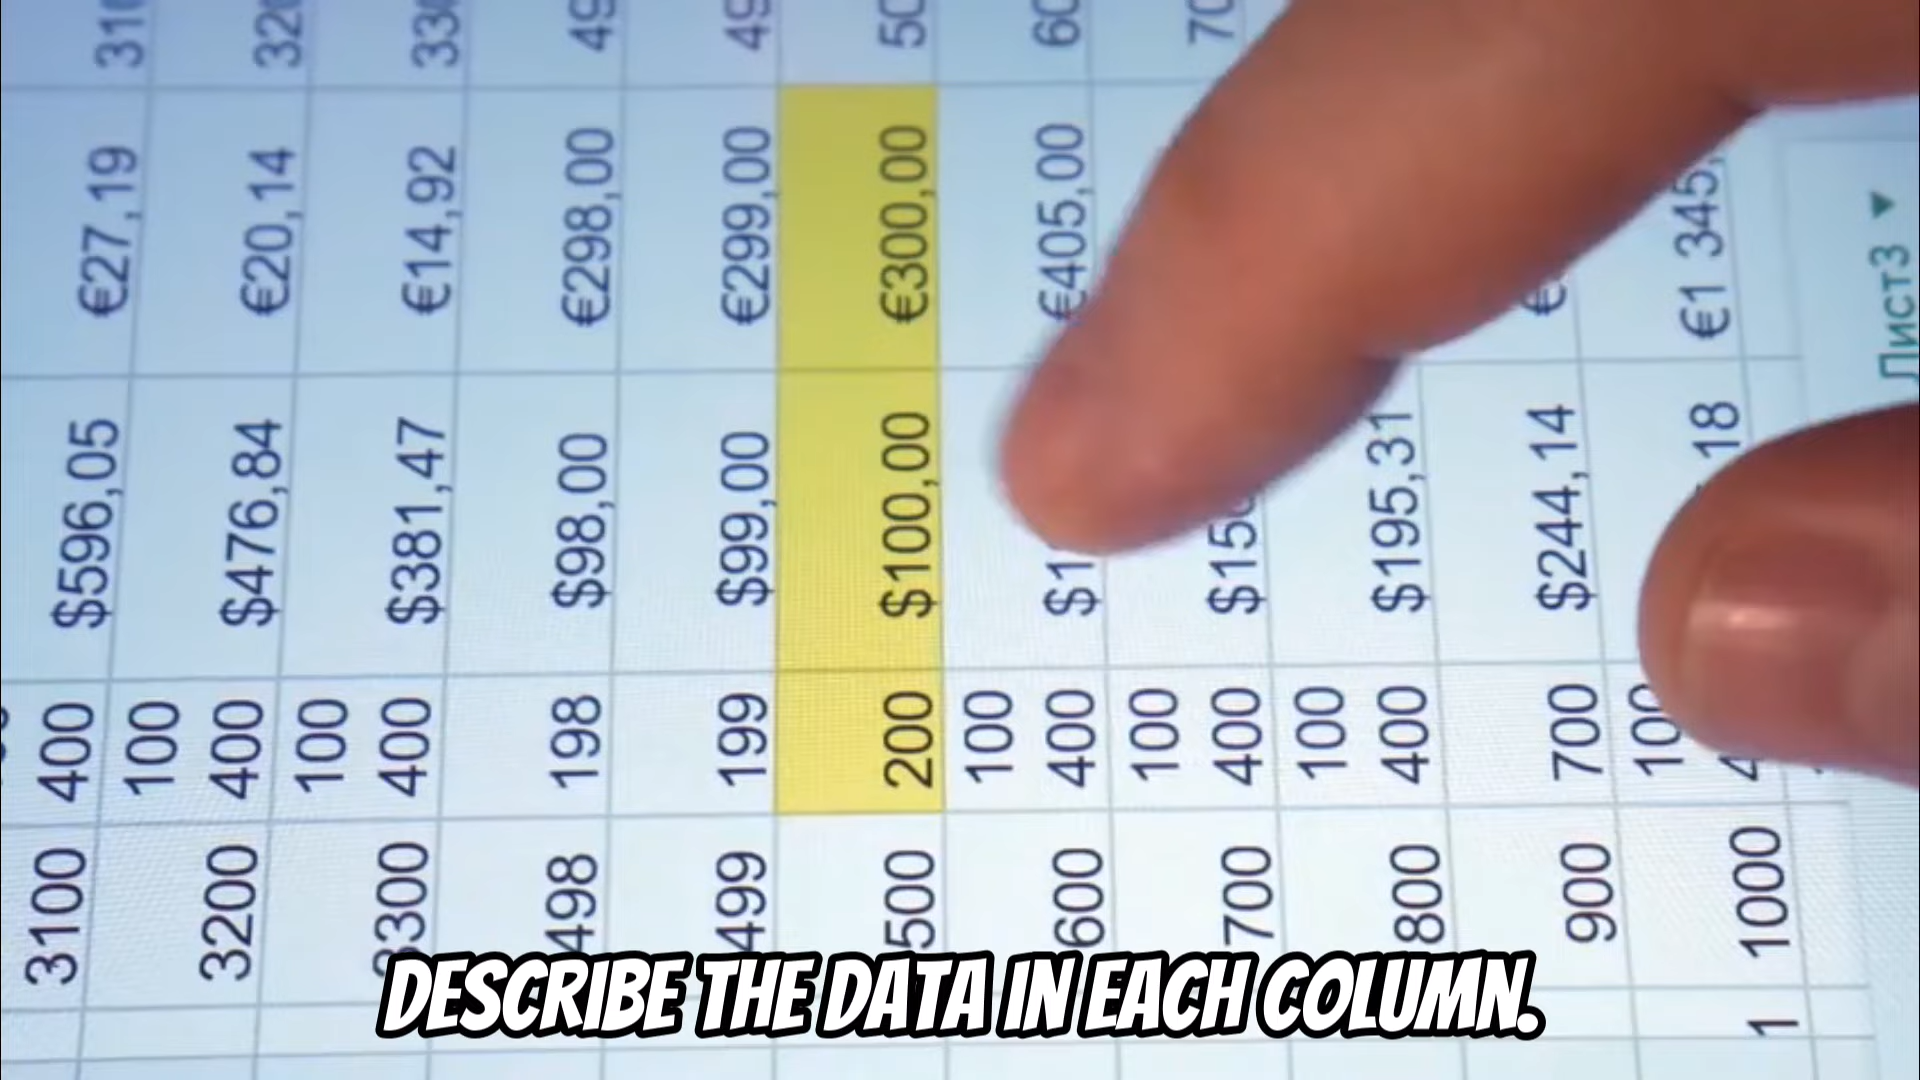 3100 400 $596,05 €27,19
100
3200 400 $476,84 €20,14
100
3300 400 $381,47 €14,92
498 198 $98,00 €298,00
499 199 $99,00 €299,00
500 200 $100,00 €300,00
100
600 400 €405,00
100
700 400
100
800 400 $195,31
900 700 $244,14
1 1000
Лист3
DESCRIBE THE DATA IN EACH COLUMN.